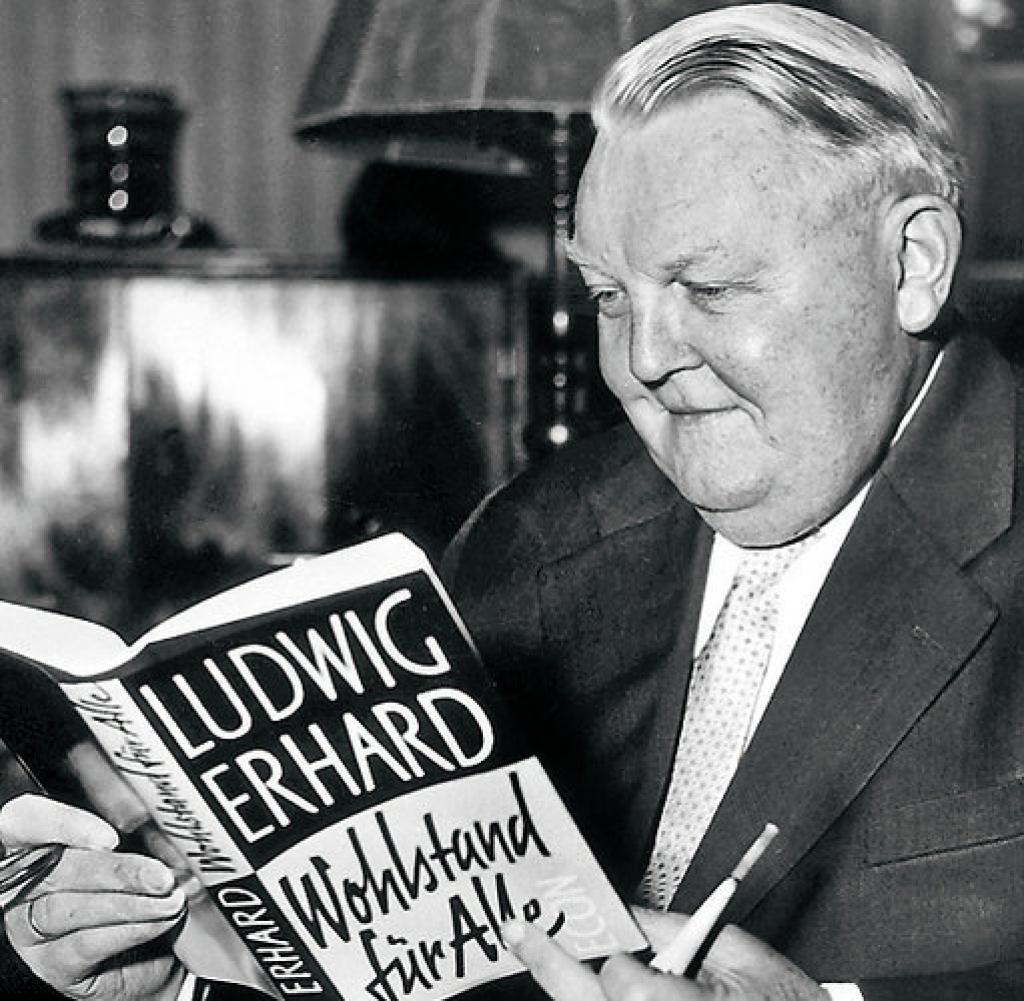 LUDWIG
ERHARD
Wohlstand
für Alle
ECON
ERHARD Wohlstand für Alle